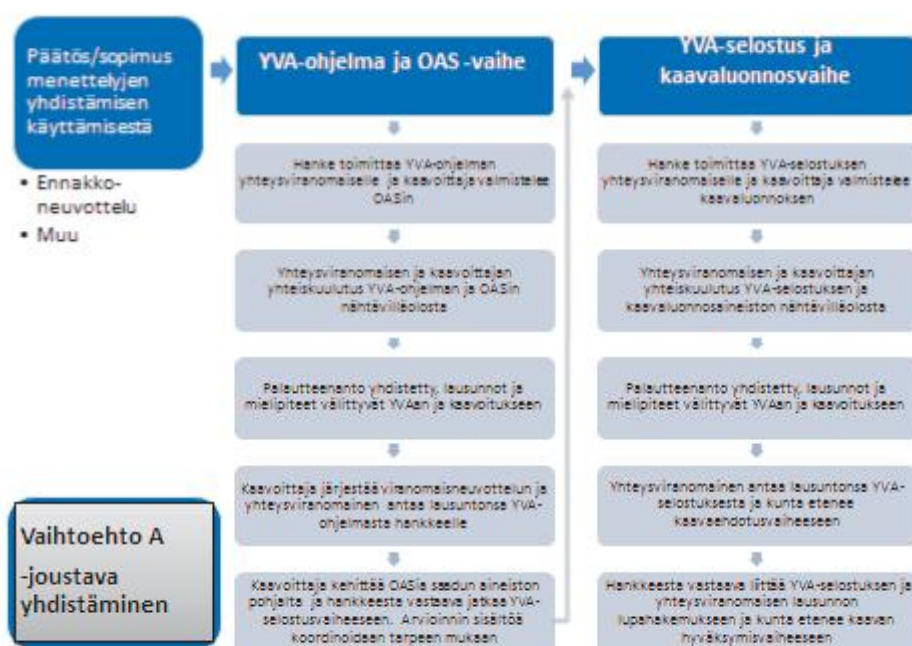 Päätös/sopimus
menettelyjen
yhdistämisen
käyttämisestä
• Ennakko-
neuvottelu
• Muu
Vaihtoehto A
-joustava
yhdistäminen
YVA-ohjelma ja OAS -vaihe
Hanke toimittaa YVA-ohjelman
yhteysviranomaiselle ja kaavoittaja valmistelee
OASin
Yhteysviranomaisen ja kaavoittajan
yhteiskuulutus YVA-ohjelman ja OASin
nähtävilläolosta
Palautteenanto yhdistetty, lausunnot ja
mielipiteet välittyvät YVAan ja kaavoitukseen
Kaavoittaja järjestää viranomaisneuvottelun ja
yhteysviranomainen antaa lausuntonsa YVA-
ohjelmasta hankkeelle
Kaavoittaja kehittää OASia saadun aineiston
pohjalta ja hankkeesta vastaava jatkaa YVA-
selostusvaiheeseen. Arvioinnin sisältöä
koordinoidaan tarpeen mukaan
YVA-selostus ja
kaavaluonnosvaihe
Hanke toimittaa YVA-selostuksen
yhteysviranomaiselle ja kaavoittaja valmistelee
kaavaluonnoksen
Yhteysviranomaisen ja kaavoittajan
yhteiskuulutus YVA-selostuksen ja
kaavaluonnosaineiston nähtävilläolosta
Palautteenanto yhdistetty, lausunnot ja
mielipiteet välittyvät YVAan ja kaavoitukseen
Yhteysviranomainen antaa lausuntonsa YVA-
selostuksesta ja kunta etenee
kaavaehdotusvaiheeseen
Hankkeesta vastaava liittää YVA-selostuksen ja
yhteysviranomaisen lausunnon
lupahakemukseen ja kunta etenee kaavan
hyväksymisvaiheeseen